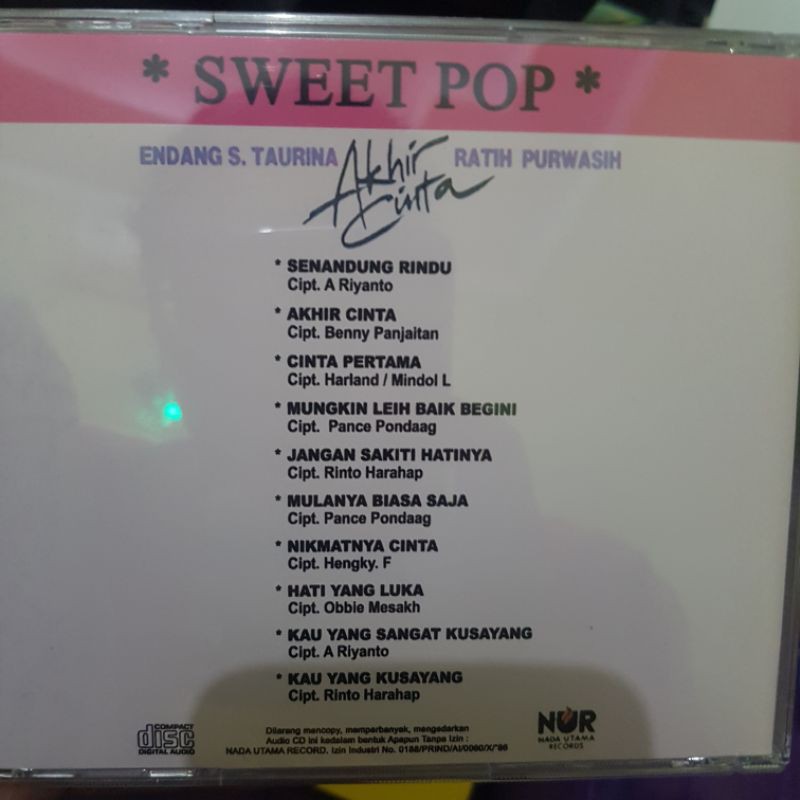 * SWEET POP *
ENDANG S. TAURINA Akhir Cinta RATIH PURWASIH
* SENANDUNG RINDU
Cipt. A Riyanto
* AKHIR CINTA
Cipt. Benny Panjaitan
* CINTA PERTAMA
Cipt. Harland / Mindol L
* MUNGKIN LEIH BAIK BEGINI
Cipt. Pance Pondaag
* JANGAN SAKITI HATINYA
Cipt. Rinto Harahap
* MULANYA BIASA SAJA
Cipt. Pance Pondaag
* NIKMATNYA CINTA
Cipt. Hengky. F
* HATI YANG LUKA
Cipt. Obbie Mesakh
* KAU YANG SANGAT KUSAYANG
Cipt. A Riyanto
* KAU YANG KUSAYANG
Cipt. Rinto Harahap
COMPACT
disc
DIGITAL AUDIO
Dilarang mencopy, memperbanyak, mengedarkan
Audio CD Ini kedalam bentuk Apapun Tanpa Izin :
NADA UTAMA RECORD. Izin Industri No. 0188/PRIND/AI/0060/X/'86
NUR
NADA UTAMA
RECORDS